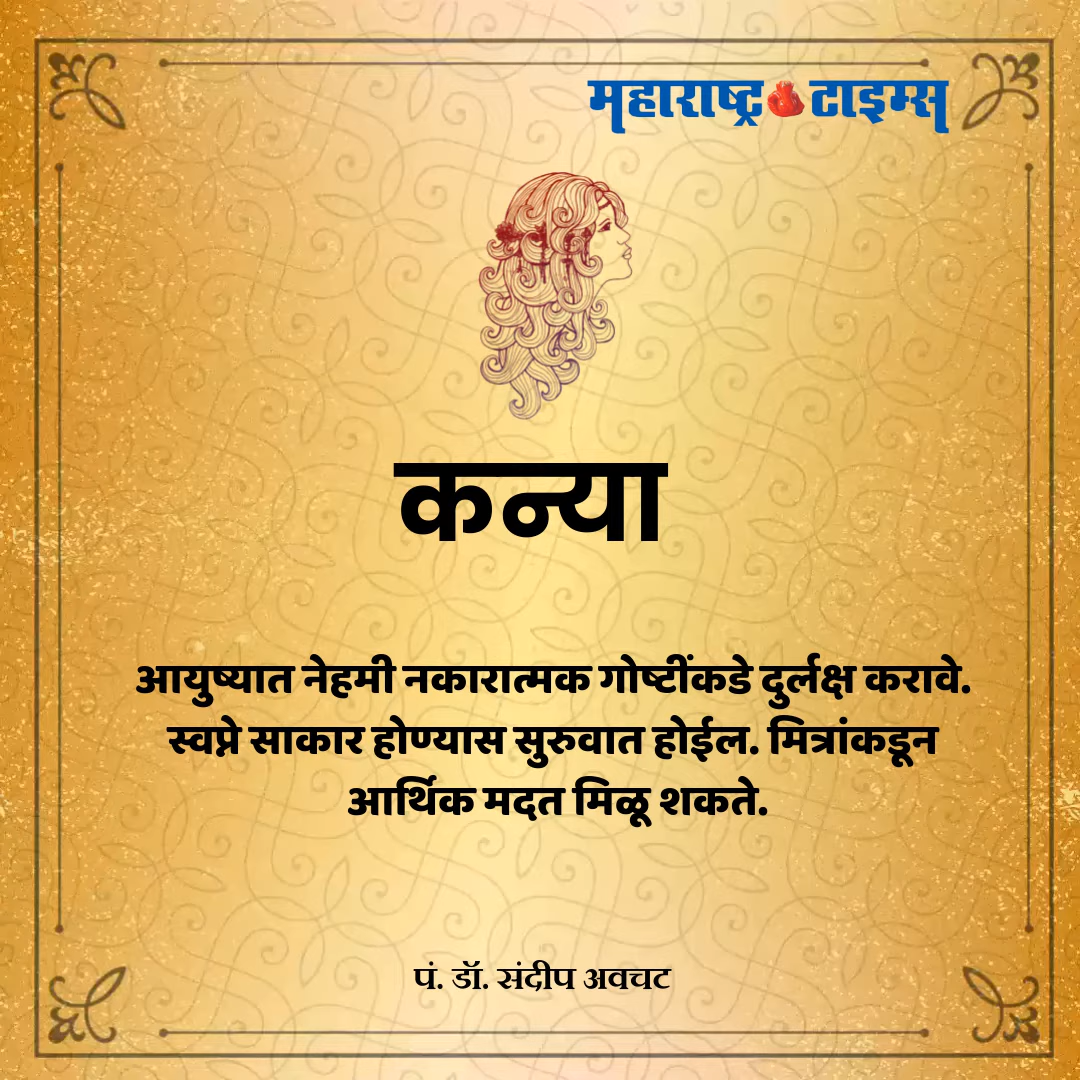 महाराष्ट्र टाइम्स
कन्या
आयुष्यात नेहमी नकारात्मक गोष्टींकडे दुर्लक्ष करावे.
स्वप्ने साकार होण्यास सुरुवात होईल. मित्रांकडून
आर्थिक मदत मिळू शकते.
पं. डॉ. संदीप अवचट